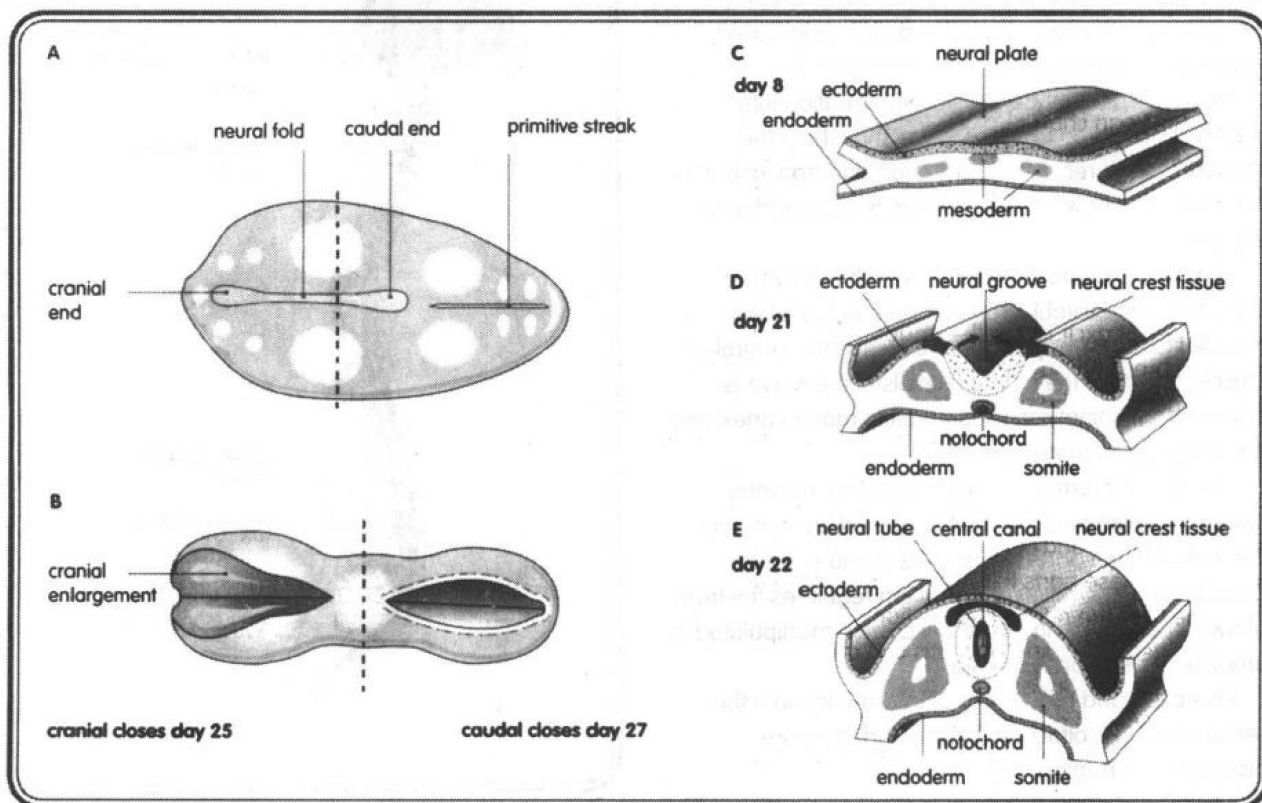 A
neural fold
caudal end
primitive streak
cranial
end
B
cranial
enlargement
cranial closes day 25
caudal closes day 27
C
day 8
neural plate
ectoderm
endoderm
mesoderm
D
day 21
ectoderm
neural groove
neural crest tissue
notochord
endoderm
somite
E
day 22
neural tube
central canal
neural crest tissue
ectoderm
notochord
endoderm
somite